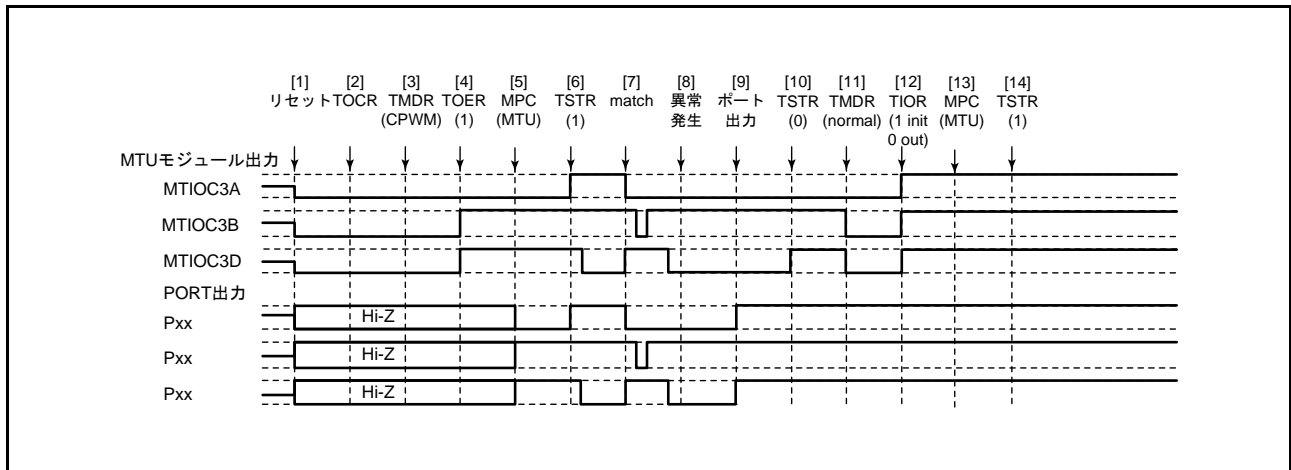 [1] [2] [3] [4] [5] [6] [7] [8] [9] [10] [11] [12] [13] [14]
リセット TOCR TMDR TOER MPC TSTR match 異常 ポート TSTR TMDR TIOR MPC TSTR
(CPWM) (1) (MTU) (1) 発生 出力 (0) (normal) (1 init (MTU) (1)
0 out)
MTUモジュール出力
MTIOC3A
MTIOC3B
MTIOC3D
PORT出力
Pxx Hi-Z
Pxx Hi-Z
Pxx Hi-Z